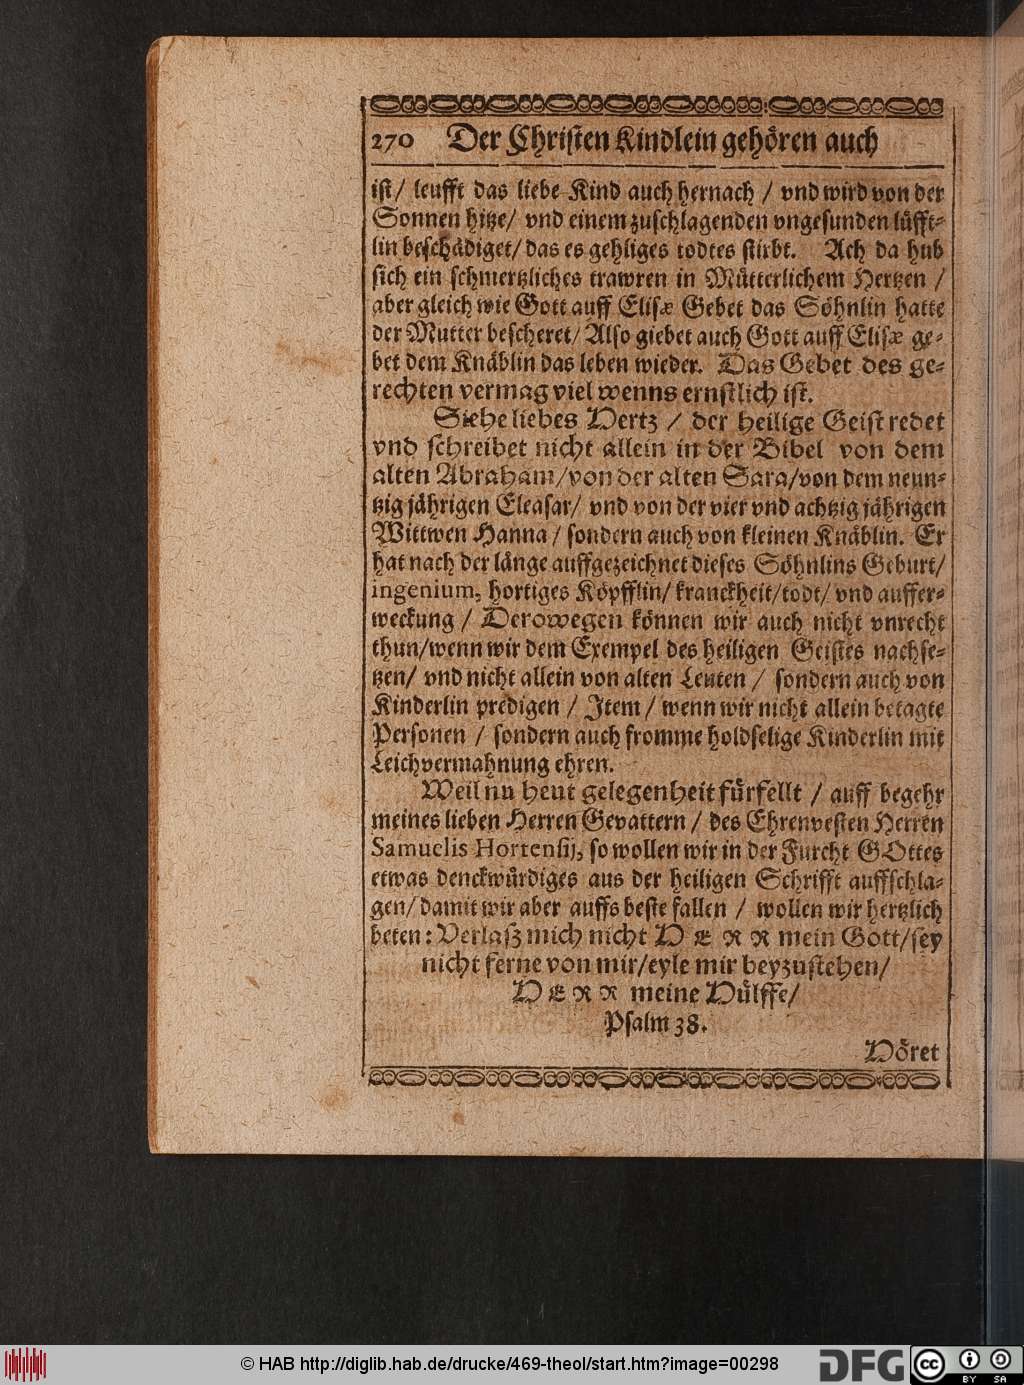 270 Der Christen Kindlein gehören auch
ist/ leufft das liebe Kind auch hernach / vnd wird von der
Sonnen hitze/ vnd einem zuschlagenden vngesunden lüfft-
lin beschädiget/ das es gehliges todtes stirbt. Ach da hub
sich ein schmertzliches trawren in Mütterlichem Hertzen /
aber gleich wie Gott auff Elisæ Gebet das Söhnlin hatte
der Mutter bescheret/ Also giebet auch Gott auff Elisæ ge-
bet dem Knäblin das leben wieder. Das Gebet des ge-
rechten vermag viel wenns ernstlich ist.
Siehe liebes Hertz / der heilige Geist redet
vnd schreibet nicht allein in der Bibel von dem
alten Abraham/von der alten Sara/von dem neun-
tzig jährigen Eleasar/ vnd von der vier vnd achtzig jährigen
Wittwen Hanna / sondern auch von kleinen Knäblin. Er
hat nach der länge auffgezeichnet dieses Söhnlins Geburt/
ingenium, hortiges Köpfflin/ kranckheit/todt/ vnd auffer-
weckung / Derowegen können wir auch nicht vnrecht
thun/wenn wir dem Exempel des heiligen Geistes nachse-
tzen/ vnd nicht allein von alten Leuten / sondern auch von
Kinderlin predigen / Item / wenn wir nicht allein betagte
Personen / sondern auch fromme holdselige Kinderlin mit
Leichvermahnung ehren.
Weil nu heut gelegenheit fürfellt / auff begehr
meines lieben Herren Gevattern / des Ehrenvesten Herren
Samuelis Hortensij, so wollen wir in der Furcht GOttes
etwas denckwürdiges aus der heiligen Schrifft auffschla-
gen/ damit wir aber auffs beste fallen / wollen wir hertzlich
beten: Verlaß mich nicht HERR mein Gott/sey
nicht ferne von mir/eyle mir beyzustehen/
HERR meine Hülffe/
Psalm 38.
Höret
© HAB http://diglib.hab.de/drucke/469-theol/start.htm?image=00298
DFG
cc BY SA